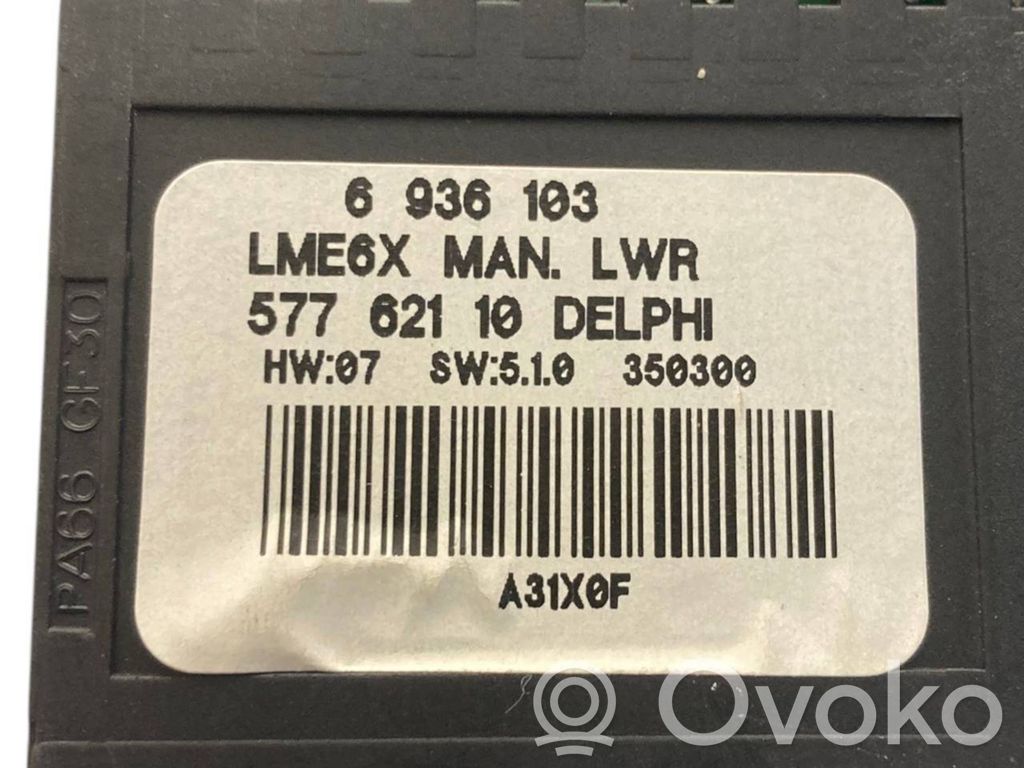 6 936 103
LME6X MAN. LWR
577 621 10 DELPHI
HW:07 SW:5.1.0 350300
A31X0F
PA66 GF30
Ovoko